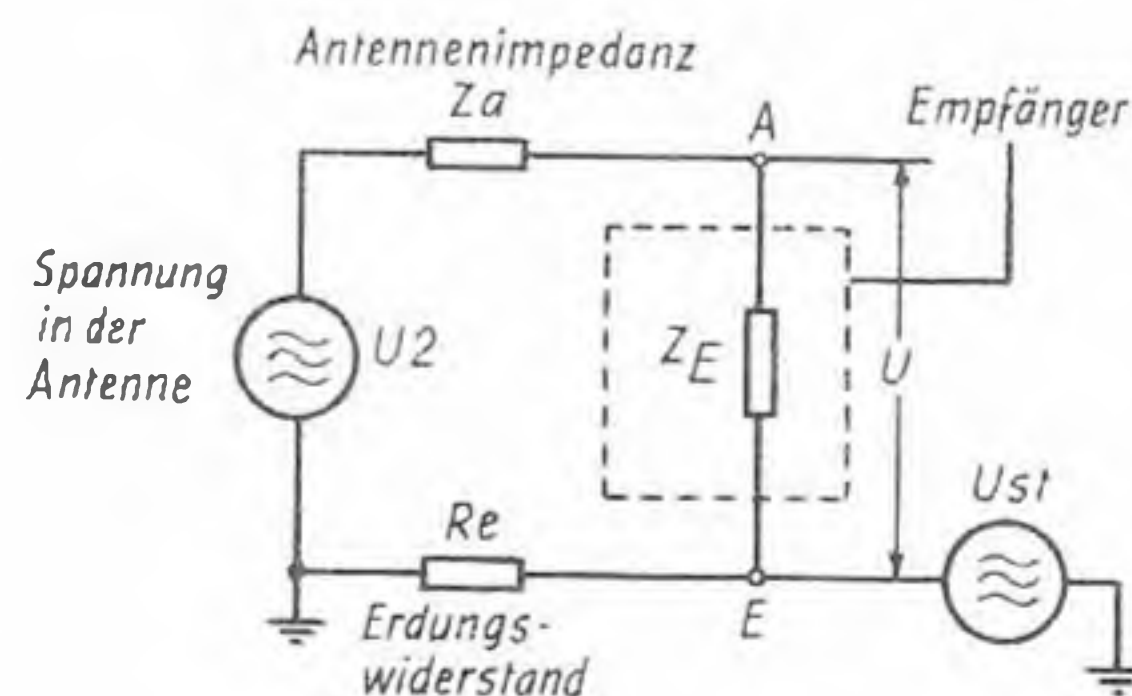 Antennenimpedanz
Za
A
Empfänger
Spannung
in der
Antenne
U2
ZE
U
Ust
Re
E
Erdungs-
widerstand